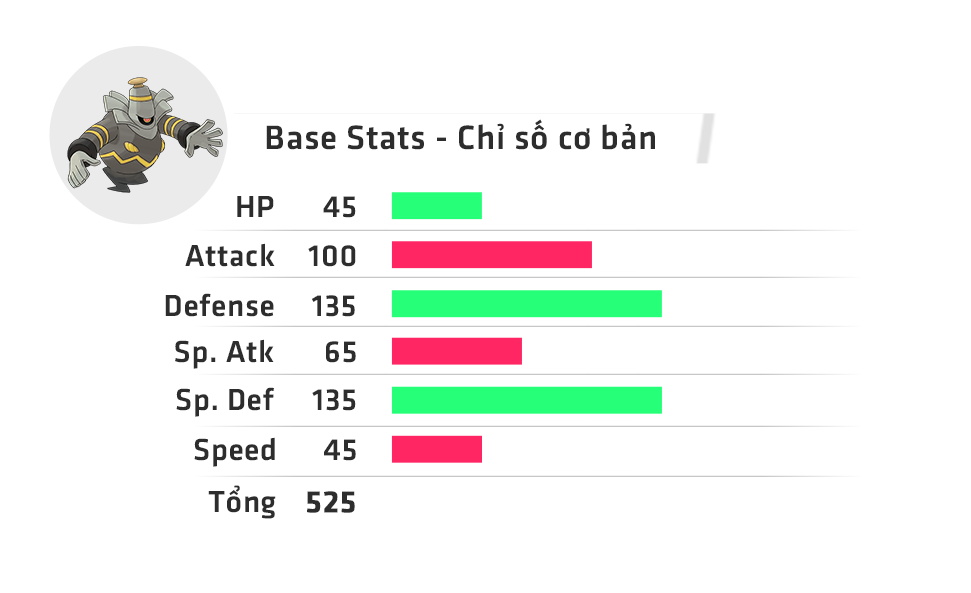 Base Stats - Chỉ số cơ bản
HP 45
Attack 100
Defense 135
Sp. Atk 65
Sp. Def 135
Speed 45
Tổng 525